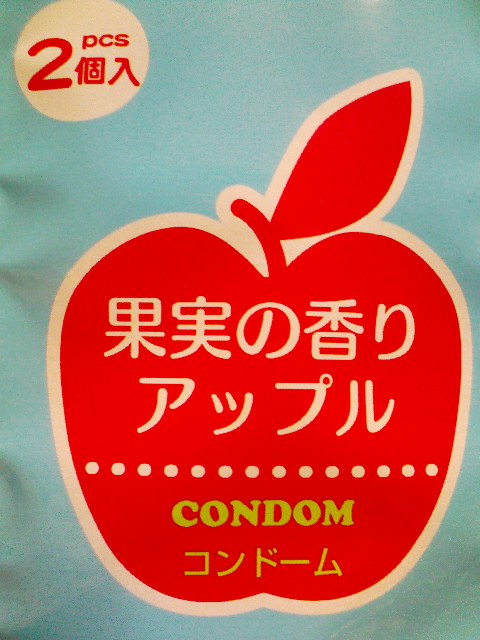 pcs
2個入
果実の香り
アップル
CONDOM
コンドーム